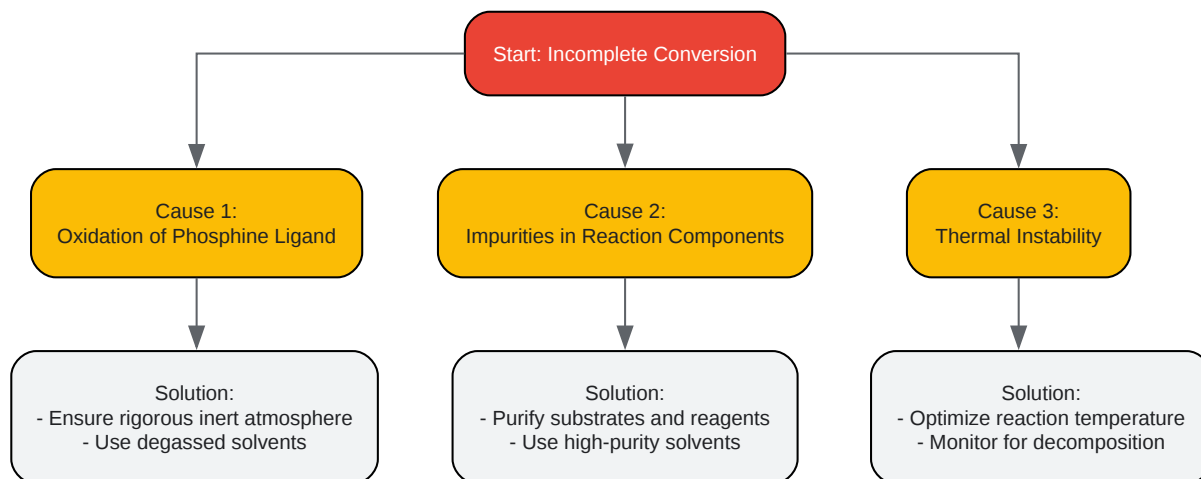 Start: Incomplete Conversion
Cause 1:
Oxidation of Phosphine Ligand
Cause 2:
Impurities in Reaction Components
Cause 3:
Thermal Instability
Solution:
- Ensure rigorous inert atmosphere
- Use degassed solvents
Solution:
- Purify substrates and reagents
- Use high-purity solvents
Solution:
- Optimize reaction temperature
- Monitor for decomposition